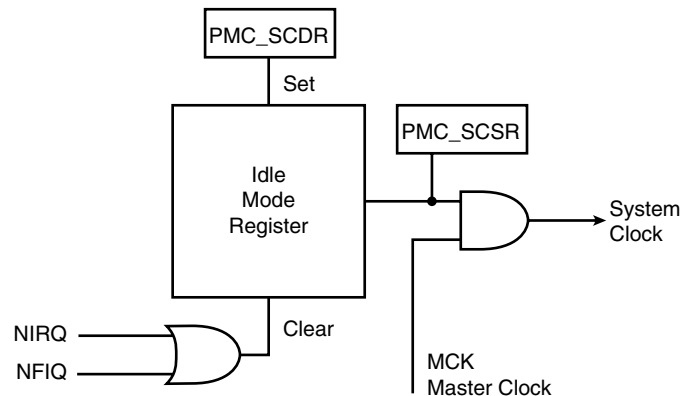 PMC_SCDR
Set
PMC_SCSR
Idle
Mode
Register
System
Clock
Clear
NIRQ
NFIQ
MCK
Master Clock